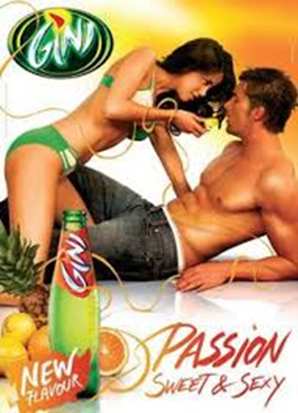 GINI
GINI
NEW
FLAVOUR
PASSION
SWEET & SEXY